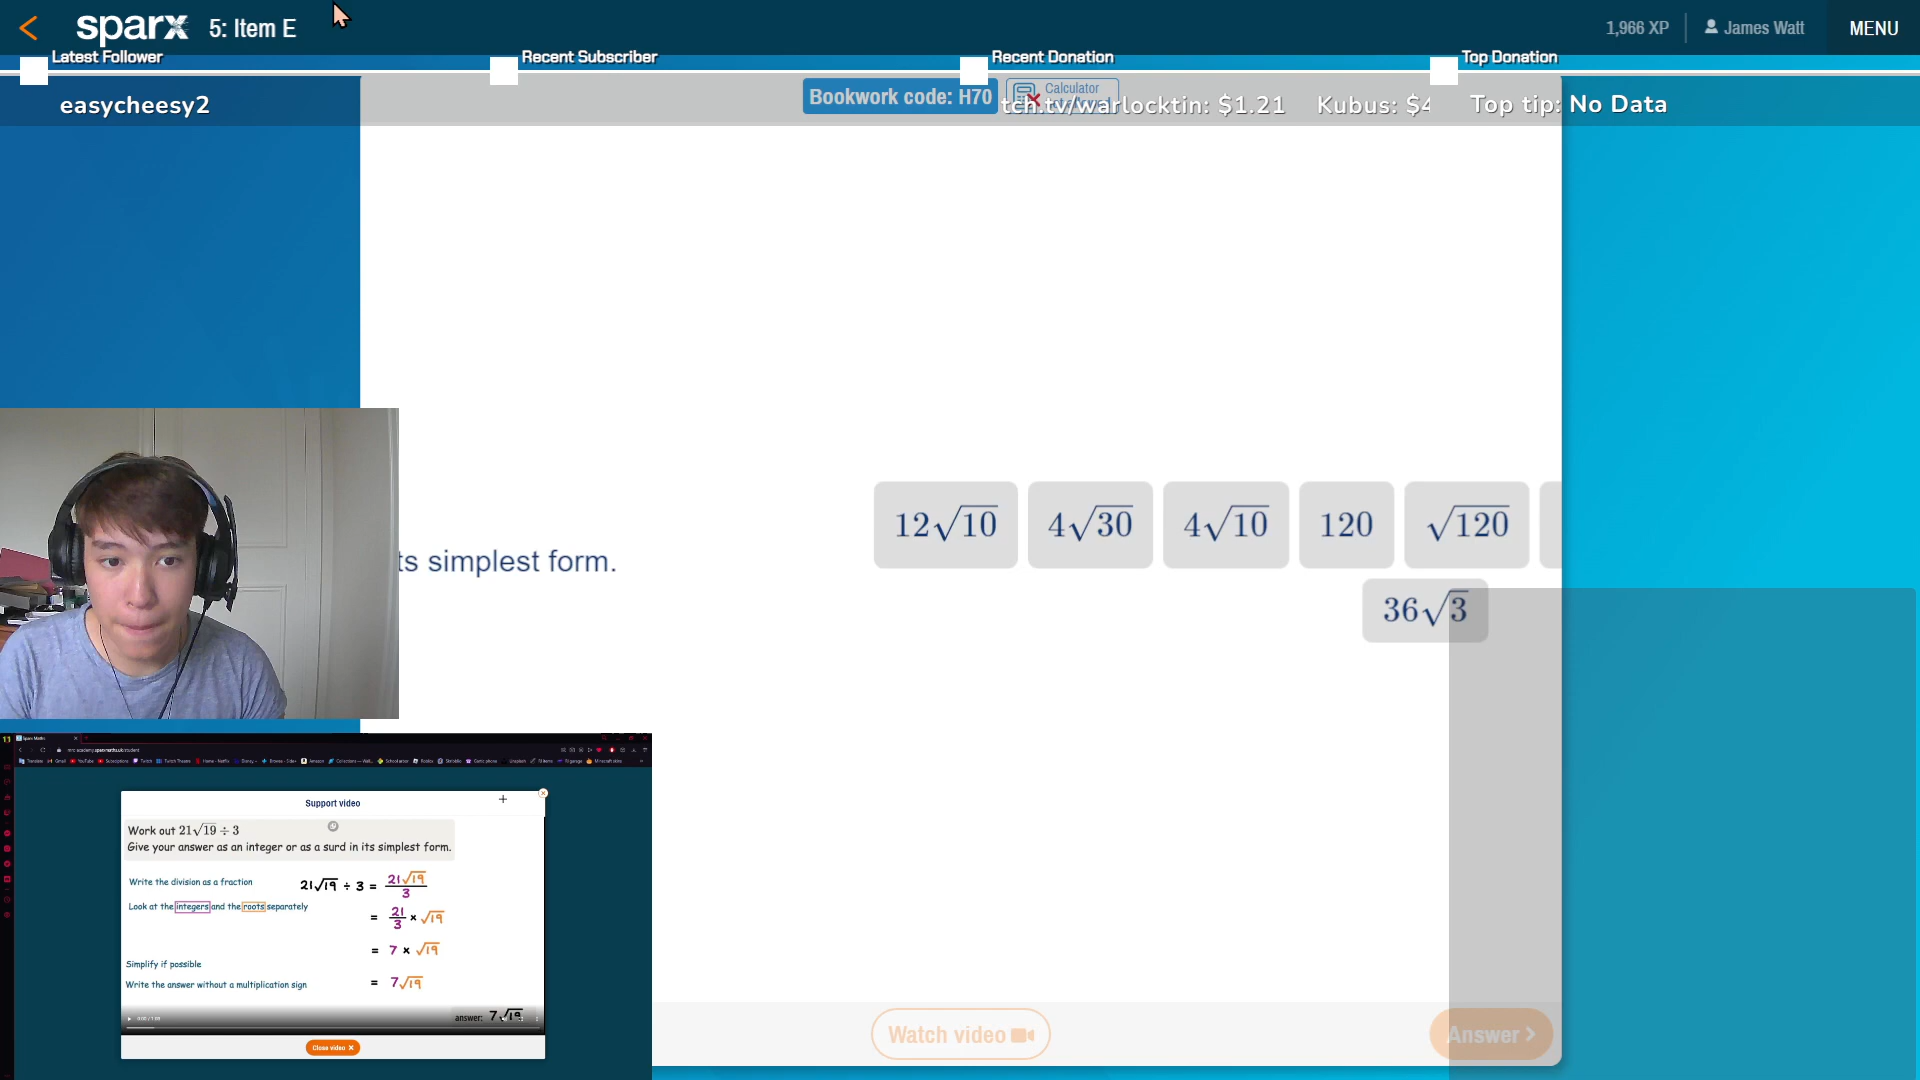 sparx 5: Item E 1,966 XP James Watt MENU
Latest Follower Recent Subscriber Recent Donation Top Donation
Bookwork code: H70 Calculator
easycheesy2 tch.tv/warlocktin: $1.21 Kubus: $4 Top tip: No Data
12√10 4√30 4√10 120 √120
ts simplest form.
36√3
Support video
Work out 21√19 ÷ 3
Give your answer as an integer or as a surd in its simplest form.
Write the division as a fraction 21√19 ÷ 3 = 21√19/3
Look at the integers and the roots separately
= 21/3 × √19
= 7 × √19
Simplify if possible
Write the answer without a multiplication sign = 7√19
answer: 7√19
Close video ×
Watch video
Answer >